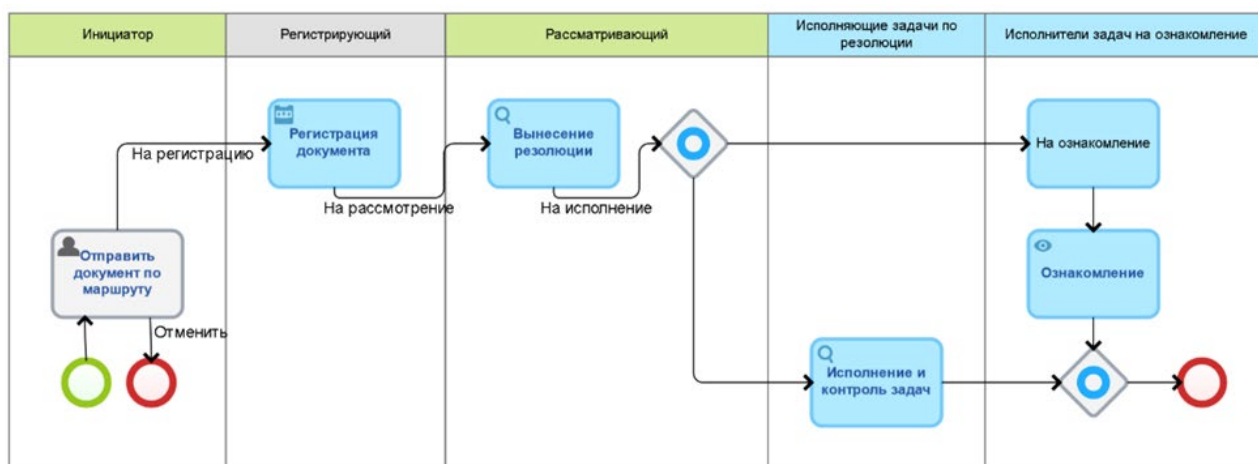 Инициатор
Регистрирующий
Рассматривающий
Исполняющие задачи по
резолюции
Исполнители задач на ознакомление
Регистрация
документа
Вынесение
резолюции
На ознакомление
На регистрацию
На рассмотрение
На исполнение
Отправить
документ по
маршруту
Ознакомление
Отменить
Исполнение и
контроль задач